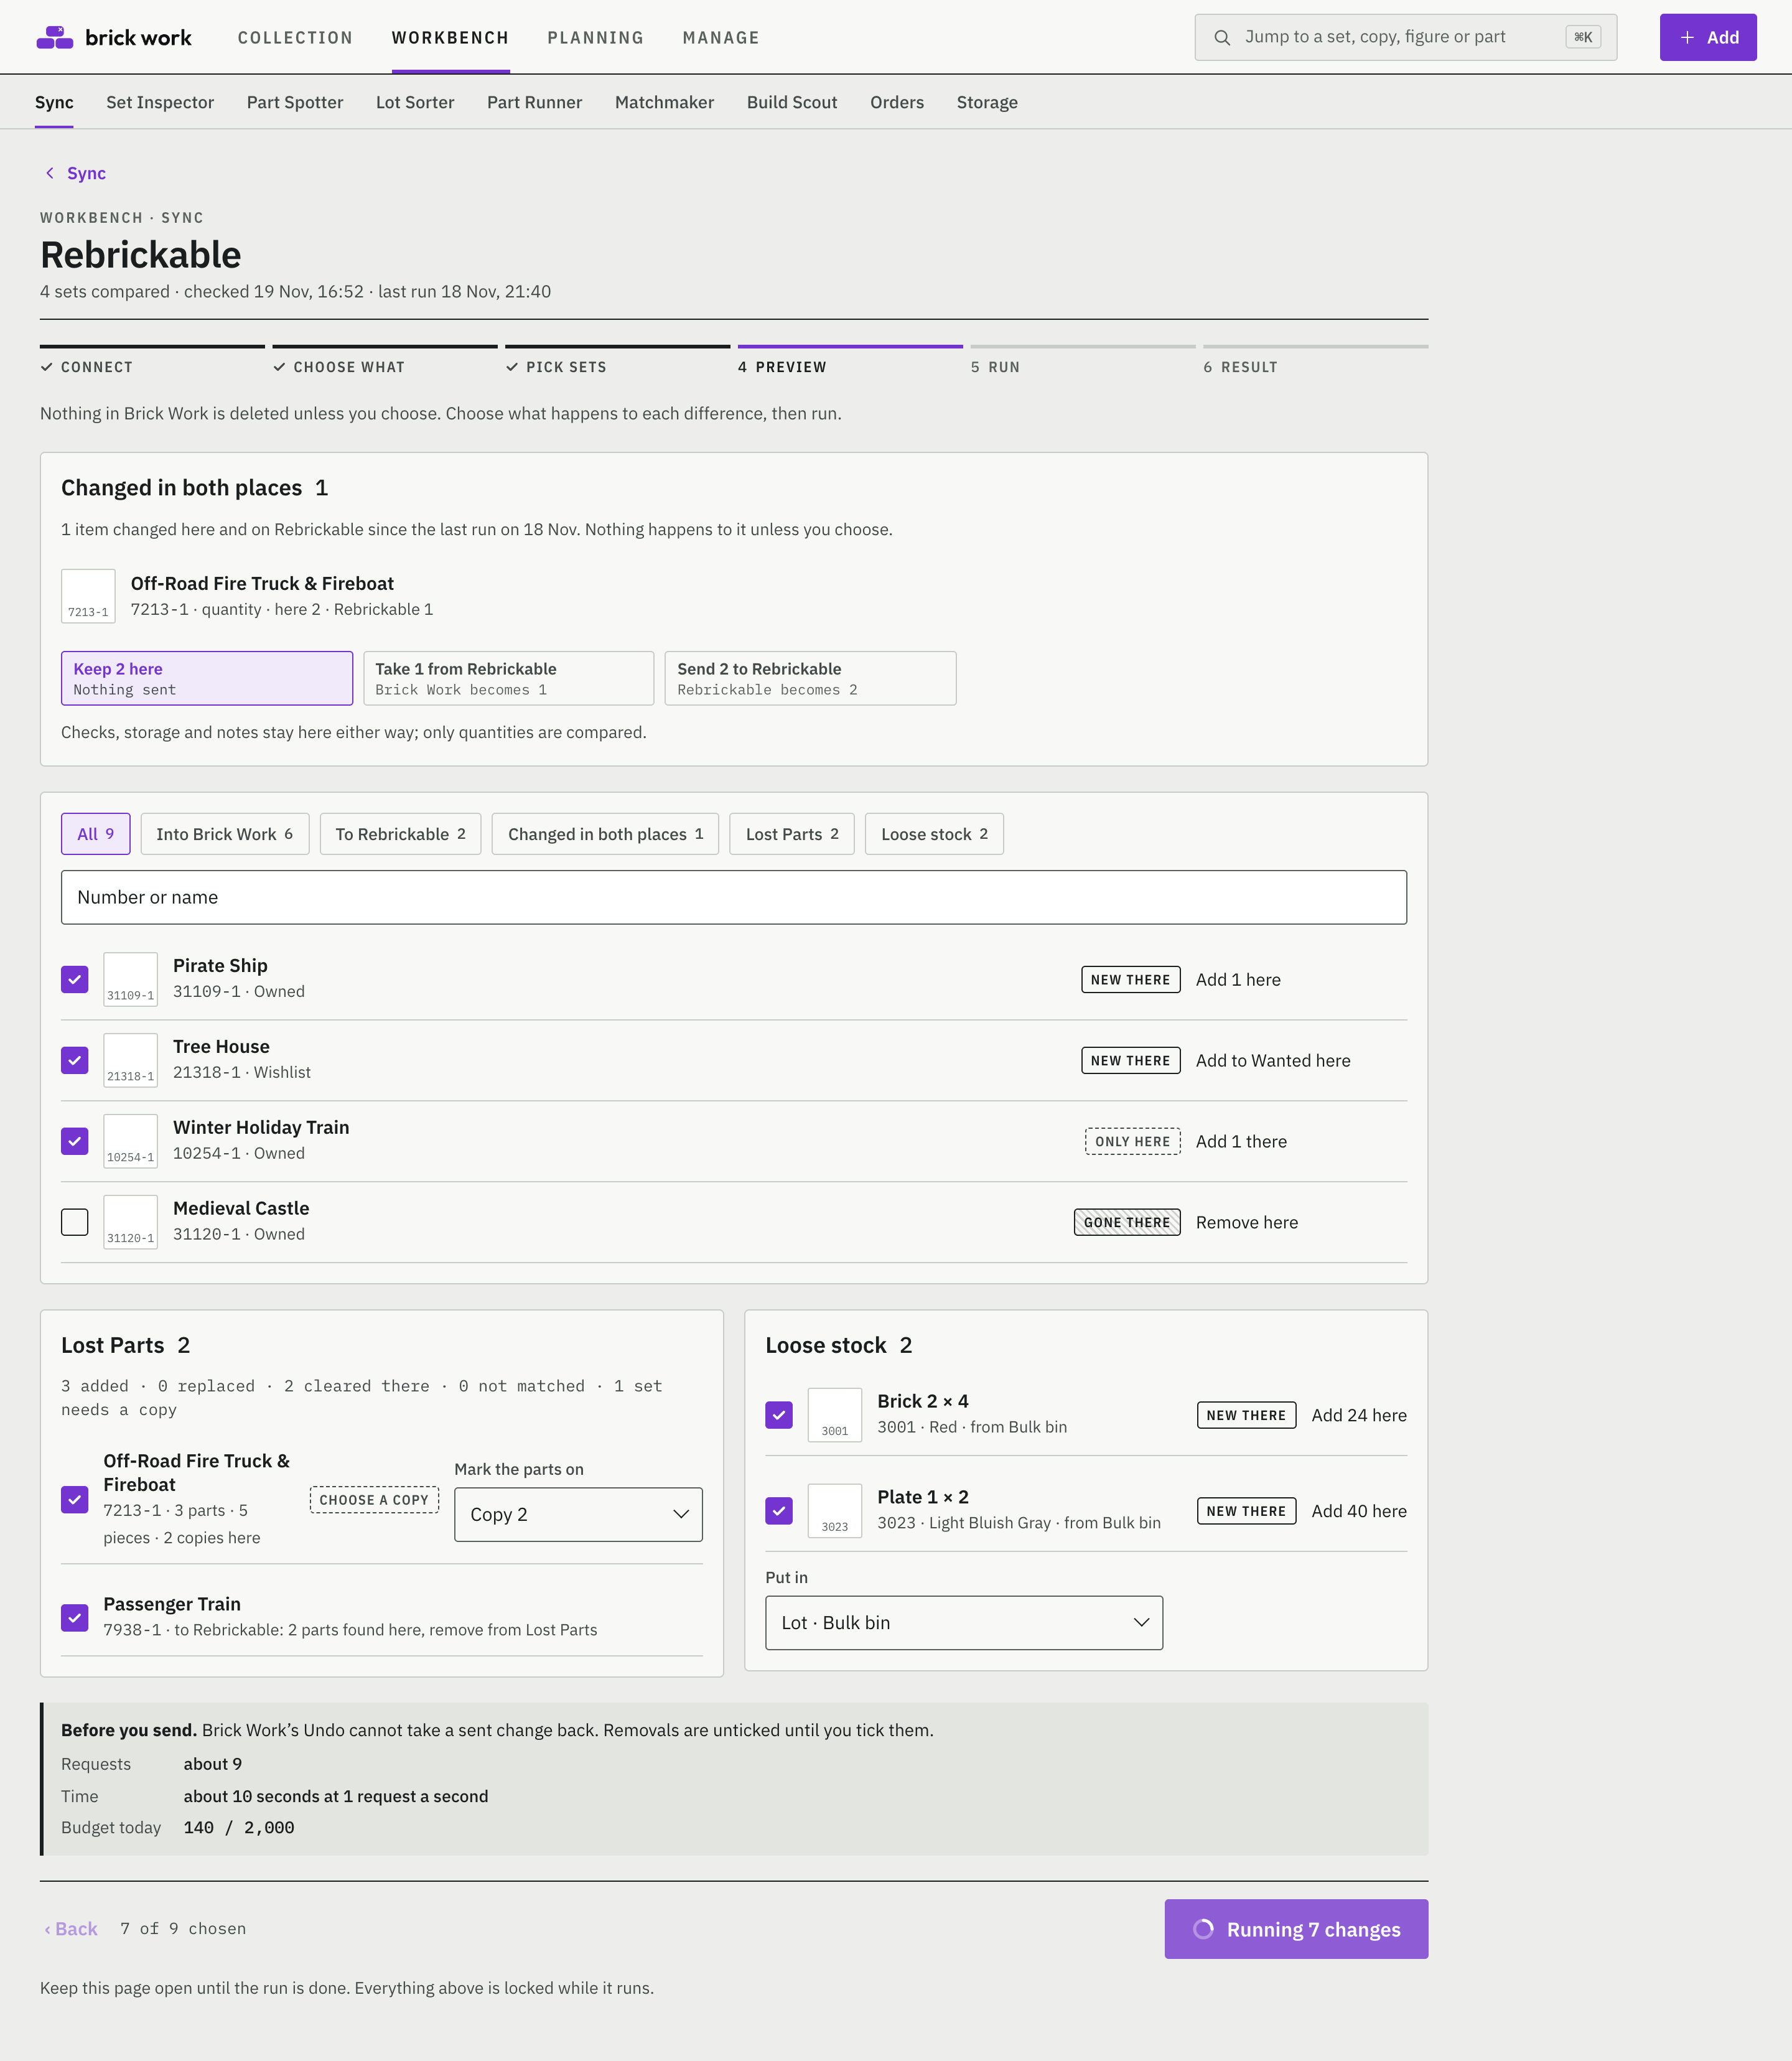 brick work
COLLECTION
WORKBENCH
PLANNING
MANAGE
Jump to a set, copy, figure or part
⌘K
+ Add
Sync
Set Inspector
Part Spotter
Lot Sorter
Part Runner
Matchmaker
Build Scout
Orders
Storage
‹ Sync
WORKBENCH · SYNC
Rebrickable
4 sets compared · checked 19 Nov, 16:52 · last run 18 Nov, 21:40
✓ CONNECT
✓ CHOOSE WHAT
✓ PICK SETS
4 PREVIEW
5 RUN
6 RESULT
Nothing in Brick Work is deleted unless you choose. Choose what happens to each difference, then run.
Changed in both places 1
1 item changed here and on Rebrickable since the last run on 18 Nov. Nothing happens to it unless you choose.
7213-1
Off-Road Fire Truck & Fireboat
7213-1 · quantity · here 2 · Rebrickable 1
Keep 2 here
Nothing sent
Take 1 from Rebrickable
Brick Work becomes 1
Send 2 to Rebrickable
Rebrickable becomes 2
Checks, storage and notes stay here either way; only quantities are compared.
All 9
Into Brick Work 6
To Rebrickable 2
Changed in both places 1
Lost Parts 2
Loose stock 2
Number or name
31109-1
Pirate Ship
31109-1 · Owned
NEW THERE
Add 1 here
21318-1
Tree House
21318-1 · Wishlist
NEW THERE
Add to Wanted here
10254-1
Winter Holiday Train
10254-1 · Owned
ONLY HERE
Add 1 there
31120-1
Medieval Castle
31120-1 · Owned
GONE THERE
Remove here
Lost Parts 2
3 added · 0 replaced · 2 cleared there · 0 not matched · 1 set
needs a copy
Off-Road Fire Truck &
Fireboat
7213-1 · 3 parts · 5
pieces · 2 copies here
CHOOSE A COPY
Mark the parts on
Copy 2
Passenger Train
7938-1 · to Rebrickable: 2 parts found here, remove from Lost Parts
Loose stock 2
3001
Brick 2 × 4
3001 · Red · from Bulk bin
NEW THERE
Add 24 here
3023
Plate 1 × 2
3023 · Light Bluish Gray · from Bulk bin
NEW THERE
Add 40 here
Put in
Lot · Bulk bin
Before you send. Brick Work’s Undo cannot take a sent change back. Removals are unticked until you tick them.
Requests about 9
Time about 10 seconds at 1 request a second
Budget today 140 / 2,000
‹ Back
7 of 9 chosen
Running 7 changes
Keep this page open until the run is done. Everything above is locked while it runs.